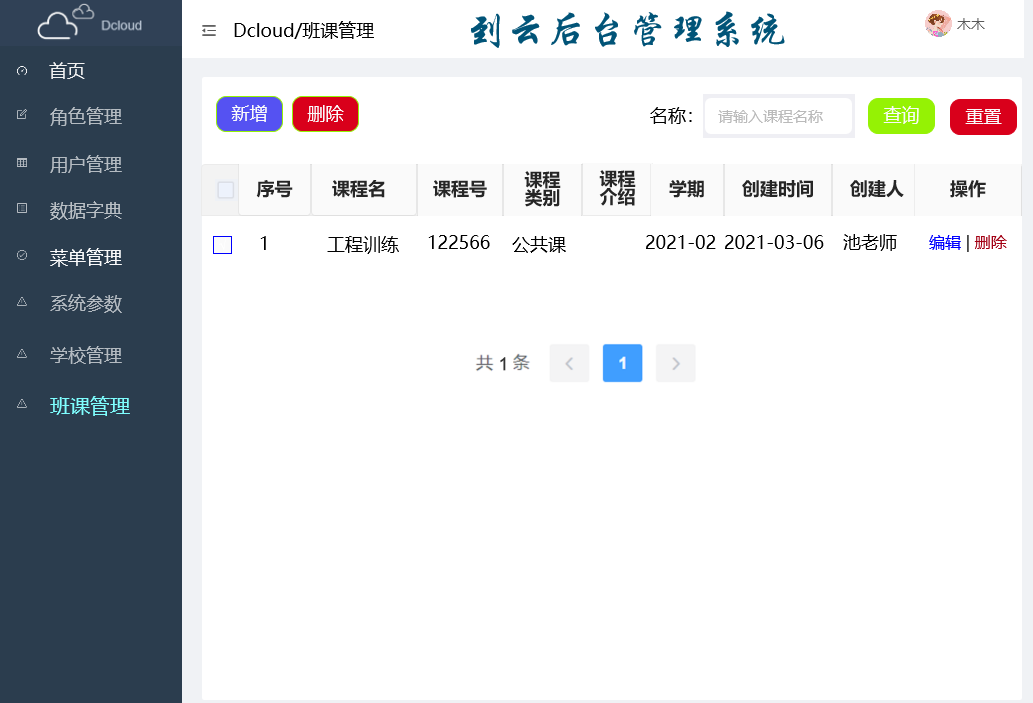 Dcloud
Dcloud/班课管理
到云后台管理系统
木木
首页
角色管理
用户管理
数据字典
菜单管理
系统参数
学校管理
班课管理
新增 删除 名称: 请输入课程名称 查询 重置
序号 课程名 课程号 课程类别 课程介绍 学期 创建时间 创建人 操作
1 工程训练 122566 公共课 2021-02 2021-03-06 池老师 编辑 | 删除
共 1 条 < 1 >